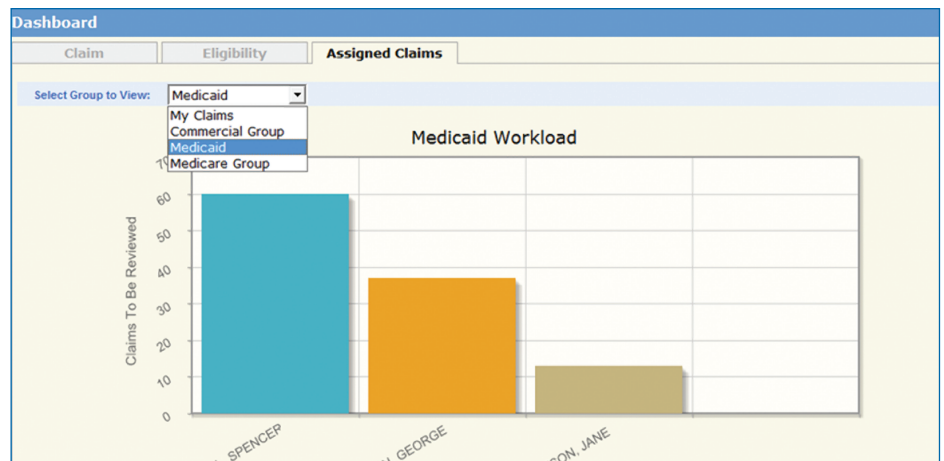 Dashboard
Claim Eligibility Assigned Claims
Select Group to View: Medicaid
My Claims
Commercial Group
Medicaid
Medicare Group
Medicaid Workload
Claims To Be Reviewed
70
60
50
40
30
20
10
0
SPENCER
GEORGE
JANE